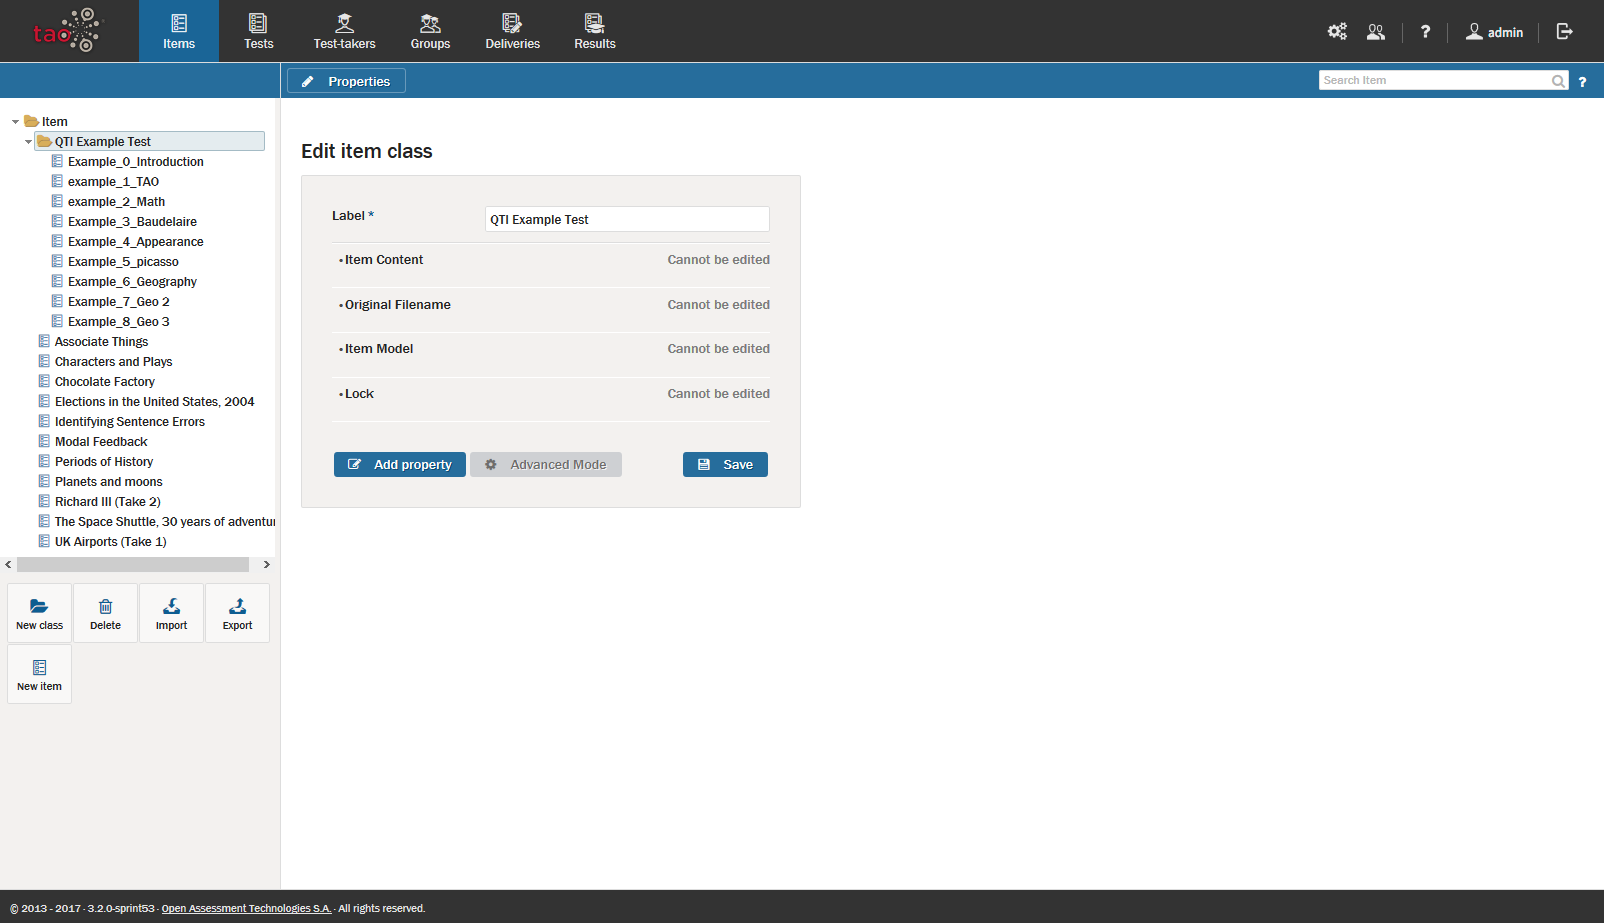 tao
Items
Tests
Test-takers
Groups
Deliveries
Results
?
admin
Properties
Search Item
?
Item
QTI Example Test
Example_0_Introduction
example_1_TAO
example_2_Math
Example_3_Baudelaire
Example_4_Appearance
Example_5_picasso
Example_6_Geography
Example_7_Geo 2
Example_8_Geo 3
Associate Things
Characters and Plays
Chocolate Factory
Elections in the United States, 2004
Identifying Sentence Errors
Modal Feedback
Periods of History
Planets and moons
Richard III (Take 2)
The Space Shuttle, 30 years of adventur
UK Airports (Take 1)
New class
Delete
Import
Export
New item
Edit item class
Label *
QTI Example Test
•Item Content Cannot be edited
•Original Filename Cannot be edited
•Item Model Cannot be edited
•Lock Cannot be edited
Add property
Advanced Mode
Save
© 2013 - 2017 · 3.2.0-sprint53 · Open Assessment Technologies S.A. · All rights reserved.